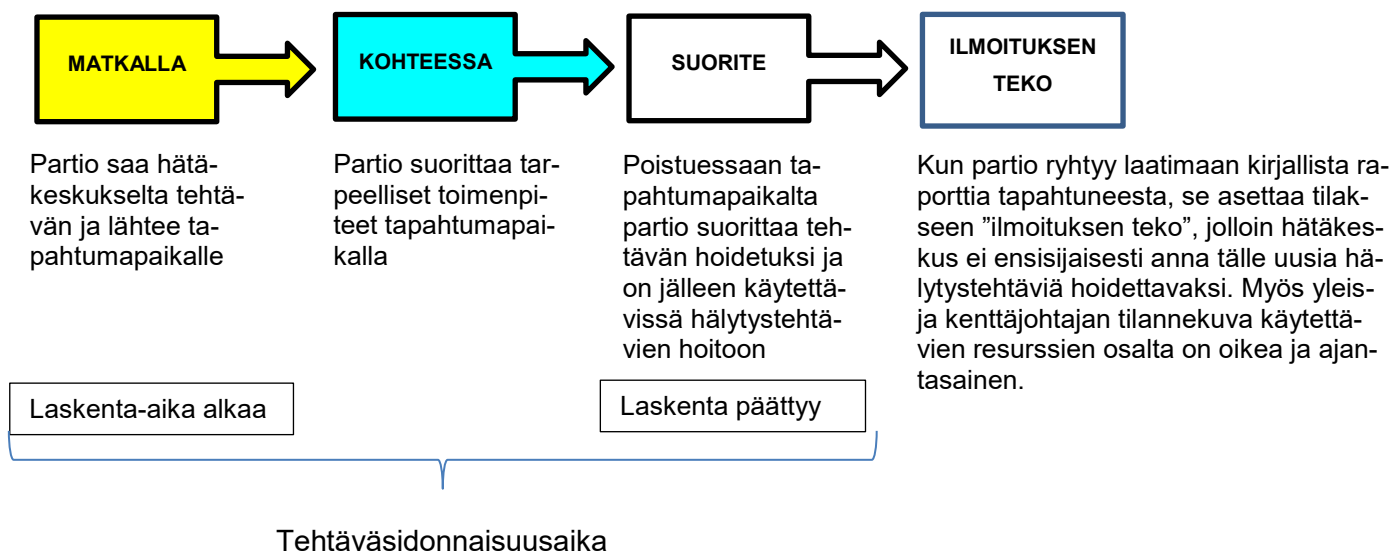 MATKALLA
KOHTEESSA
SUORITE
ILMOITUKSEN
TEKO
Partio saa hätä-
keskukselta tehtä-
vän ja lähtee ta-
pahtumapaikalle
Partio suorittaa tar-
peelliset toimenpi-
teet tapahtumapai-
kalla
Poistuessaan ta-
pahtumapaikalta
partio suorittaa teh-
tävän hoidetuksi ja
on jälleen käytettä-
vissä hälytystehtä-
vien hoitoon
Kun partio ryhtyy laatimaan kirjallista ra-
porttia tapahtuneesta, se asettaa tilak-
seen ”ilmoituksen teko”, jolloin hätäkes-
kus ei ensisijaisesti anna tälle uusia hä-
lytystehtäviä hoidettavaksi. Myös yleis-
ja kenttäjohtajan tilannekuva käytettä-
vien resurssien osalta on oikea ja ajan-
tasainen.
Laskenta-aika alkaa
Laskenta päättyy
Tehtäväsidonnaisuusaika